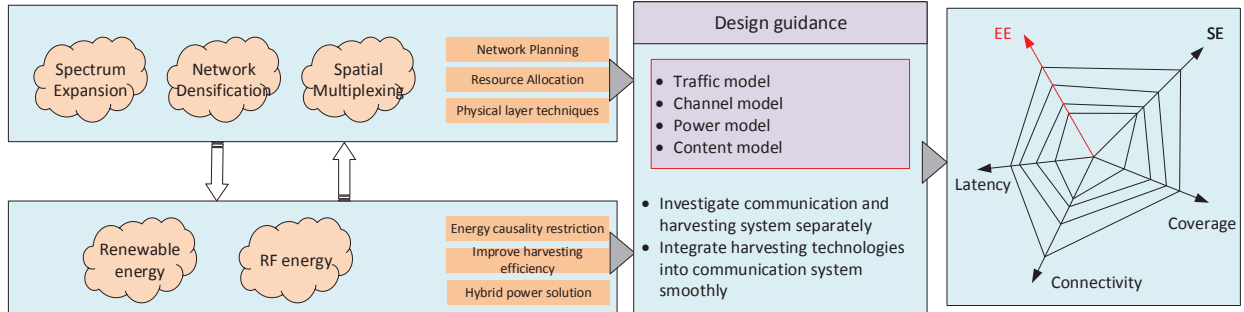 Spectrum
Expansion
Network
Densification
Spatial
Multiplexing
Network Planning
Resource Allocation
Physical layer techniques
Renewable
energy
RF energy
Energy causality restriction
Improve harvesting
efficiency
Hybrid power solution
Design guidance
• Traffic model
• Channel model
• Power model
• Content model
• Investigate communication and
harvesting system separately
• Integrate harvesting technologies
into communication system
smoothly
EE
SE
Latency
Coverage
Connectivity